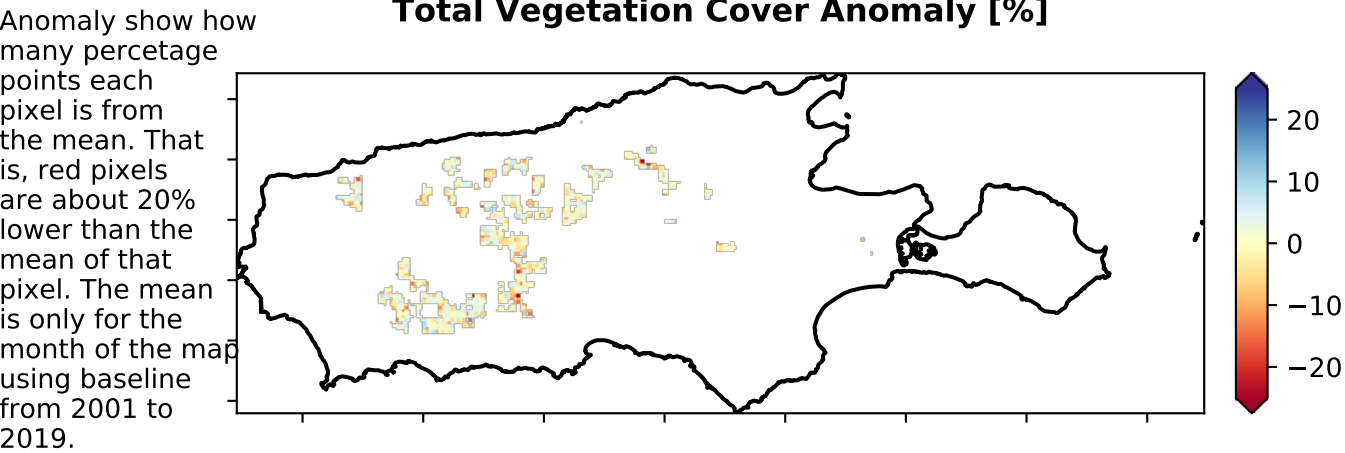 Total Vegetation Cover Anomaly [%]
Anomaly show how
many percetage
points each
pixel is from
the mean. That
is, red pixels
are about 20%
lower than the
mean of that
pixel. The mean
is only for the
month of the map
using baseline
from 2001 to
2019.
20
10
0
−10
−20